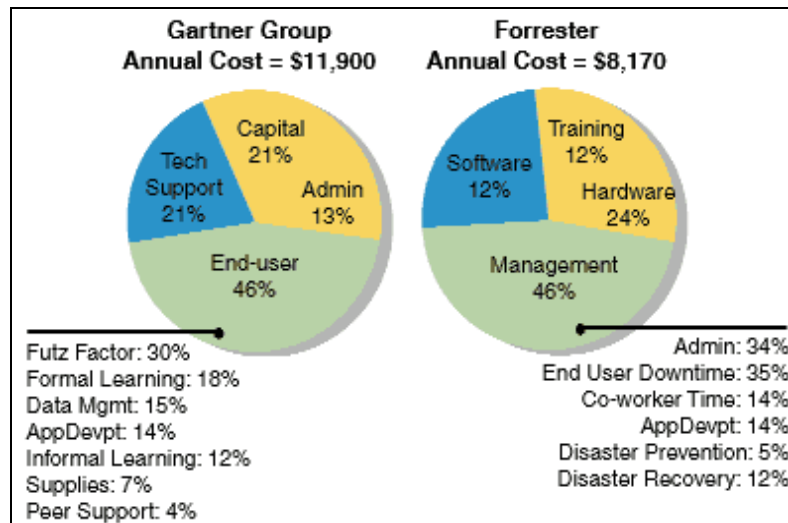 Gartner Group
Annual Cost = $11,900
Capital
21%
Tech
Support
21%
Admin
13%
End-user
46%
Futz Factor: 30%
Formal Learning: 18%
Data Mgmt: 15%
AppDevpt: 14%
Informal Learning: 12%
Supplies: 7%
Peer Support: 4%
Forrester
Annual Cost = $8,170
Training
12%
Software
12%
Hardware
24%
Management
46%
Admin: 34%
End User Downtime: 35%
Co-worker Time: 14%
AppDevpt: 14%
Disaster Prevention: 5%
Disaster Recovery: 12%